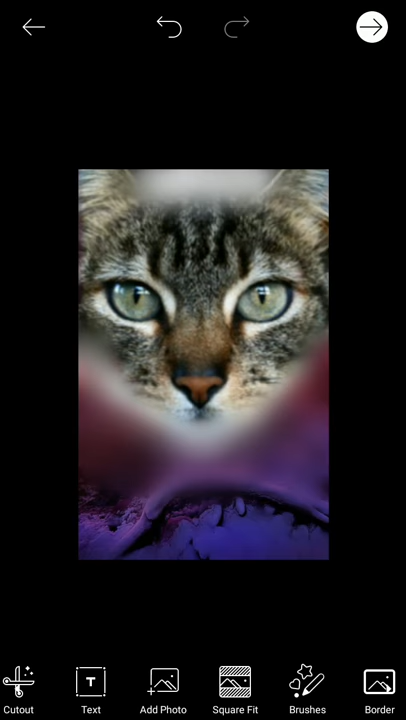 Cutout
Text
Add Photo
Square Fit
Brushes
Border